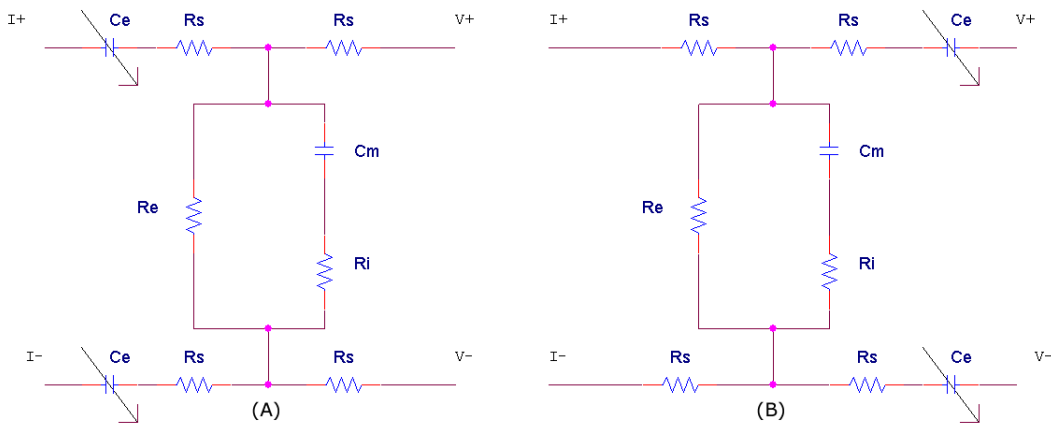 I+ Ce Rs Rs V+
I+ Rs Rs Ce V+
Cm
Re
Ri
Cm
Re
Ri
I- Ce Rs Rs V-
I- Rs Rs Ce V-
(A)
(B)